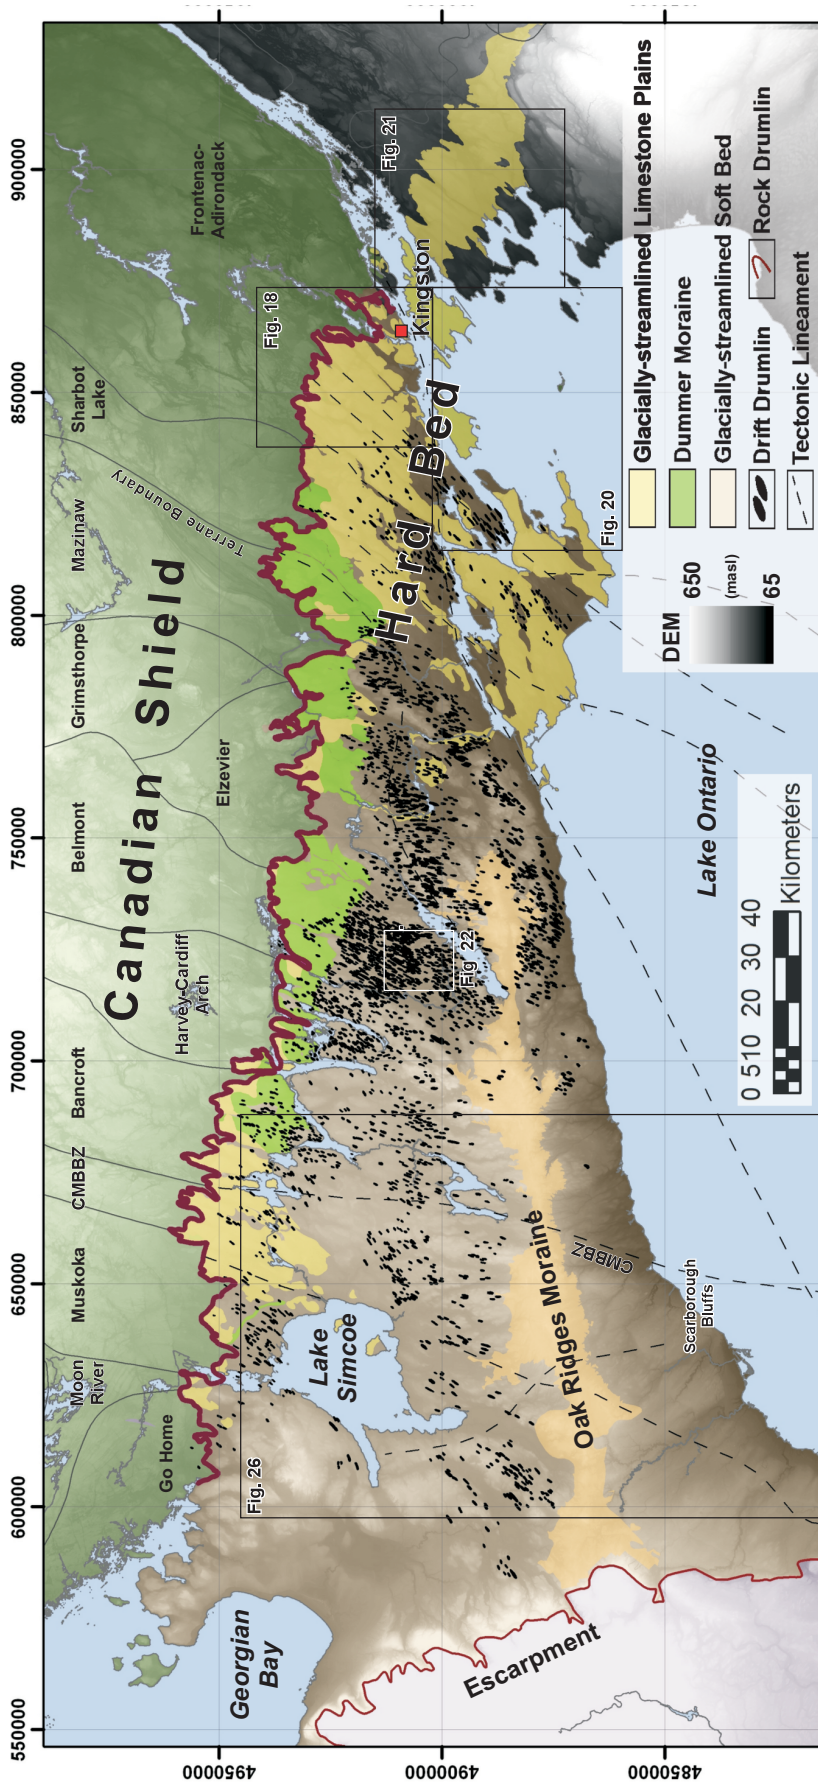 550000
600000
650000
700000
750000
800000
850000
900000
4950000
4900000
4850000
Canadian Shield
Go Home
Moon
River
Muskoka
CMBBZ
Bancroft
Harvey-Cardiff
Arch
Belmont
Elzevier
Grimsthorpe
Mazinaw
Terrane Boundary
Sharbot
Lake
Frontenac-
Adirondack
Georgian
Bay
Lake
Simcoe
Hard Bed
Kingston
Fig. 26
Fig. 22
Fig. 18
Fig. 20
Fig. 21
Escarpment
Oak Ridges Moraine
CMBBZ
Scarborough
Bluffs
Lake Ontario
0 5 10 20 30 40
Kilometers
DEM
650
(masl)
65
Glacially-streamlined Limestone Plains
Dummer Moraine
Glacially-streamlined Soft Bed
Drift Drumlin
Rock Drumlin
Tectonic Lineament